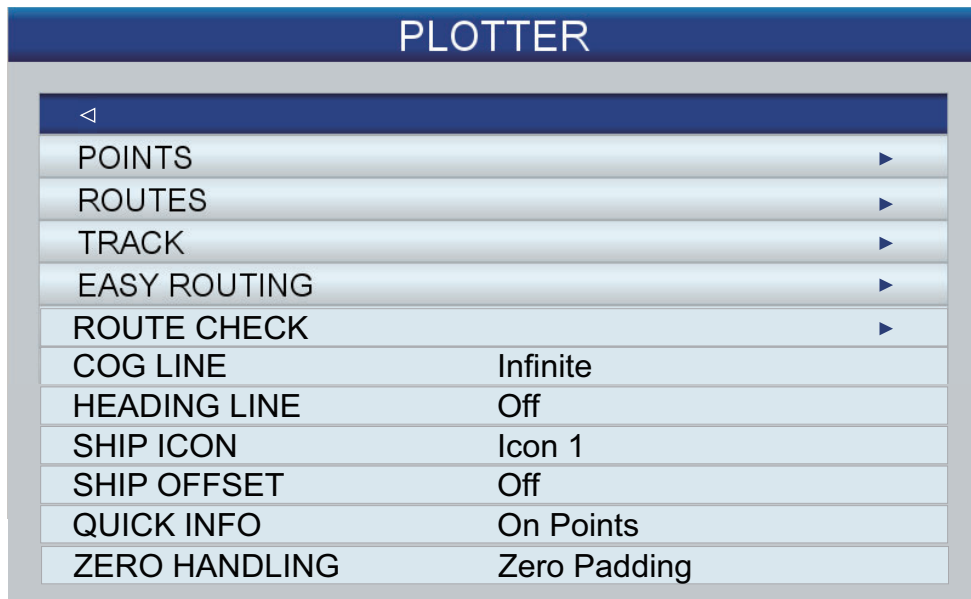 PLOTTER
POINTS
ROUTES
TRACK
EASY ROUTING
ROUTE CHECK
COG LINE Infinite
HEADING LINE Off
SHIP ICON Icon 1
SHIP OFFSET Off
QUICK INFO On Points
ZERO HANDLING Zero Padding